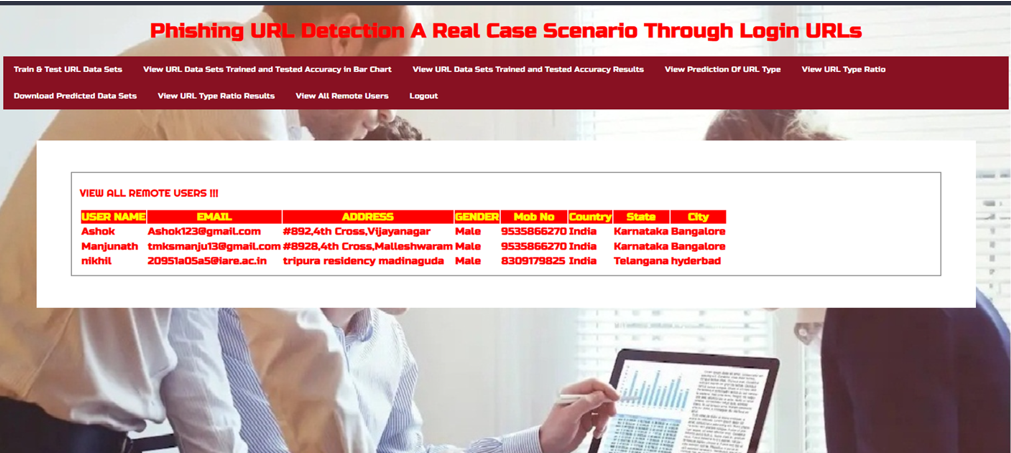 Phishing URL Detection A Real Case Scenario Through Login URLs
Train & Test URL Data Sets View URL Data Sets Trained and Tested Accuracy in Bar Chart View URL Data Sets Trained and Tested Accuracy Results View Prediction Of URL Type View URL Type Ratio
Download Predicted Data Sets View URL Type Ratio Results View All Remote Users Logout
VIEW ALL REMOTE USERS !!!
USER NAME EMAIL ADDRESS GENDER Mob No Country State City
Ashok Ashok123@gmail.com #892,4th Cross,Vijayanagar Male 9535866270 India Karnataka Bangalore
Manjunath tmksmanju13@gmail.com #8928,4th Cross,Malleshwaram Male 9535866270 India Karnataka Bangalore
nikhil 20951a05a5@iare.ac.in tripura residency madinaguda Male 8309179825 India Telangana hyderbad